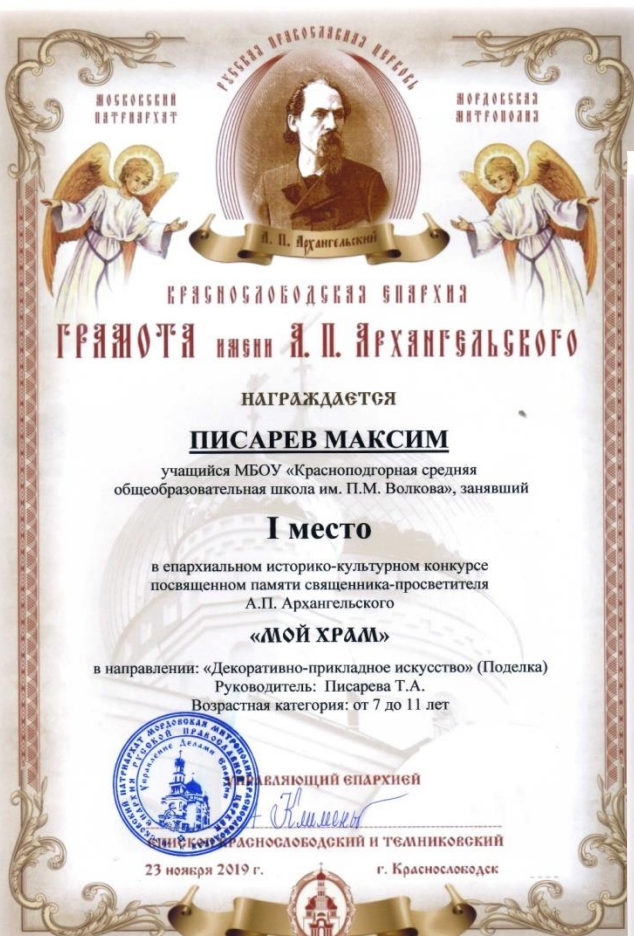 РУССКАЯ ПРАВОСЛАВНАЯ ЦЕРКОВЬ
МОСКОВСКИЙ
ПАТРИАРХАТ
МОРДОВСКАЯ
МИТРОПОЛИЯ
А. П. Архангельский
КРАСНОСЛОБОДСКАЯ ЕПАРХИЯ
ГРАМОТА ИМЕНИ А. П. АРХАНГЕЛЬСКОГО
НАГРАЖДАЕТСЯ
ПИСАРЕВ МАКСИМ
учащийся МБОУ «Красноподгорная средняя
общеобразовательная школа им. П.М. Волкова», занявший
I место
в епархиальном историко-культурном конкурсе
посвященном памяти священника-просветителя
А.П. Архангельского
«МОЙ ХРАМ»
в направлении: «Декоративно-прикладное искусство» (Поделка)
Руководитель: Писарева Т.А.
Возрастная категория: от 7 до 11 лет
УПРАВЛЯЮЩИЙ ЕПАРХИЕЙ
+ Климент
ЕПИСКОП КРАСНОСЛОБОДСКИЙ И ТЕМНИКОВСКИЙ
23 ноября 2019 г.
г. Краснослободск